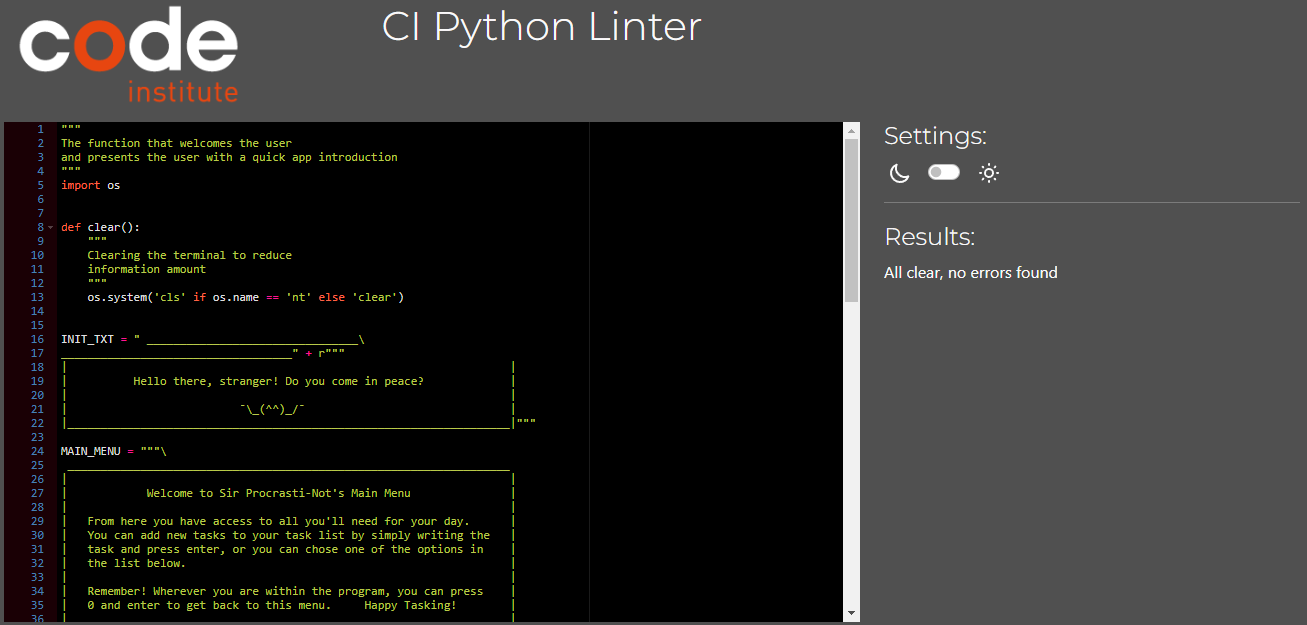 code
institute
CI Python Linter
1 """
2 The function that welcomes the user
3 and presents the user with a quick app introduction
4 """
5 import os
6
7
8 def clear():
9     """
10     Clearing the terminal to reduce
11     information amount
12     """
13     os.system('cls' if os.name == 'nt' else 'clear')
14
15
16 INIT_TXT = " ________________________________\
17 ___________________________________" + r"""
18 |                                                                   |
19 |          Hello there, stranger! Do you come in peace?             |
20 |                                                                   |
21 |                          ¯\_(^^)_/¯                               |
22 |___________________________________________________________________|"""
23
24 MAIN_MENU = """\
25  ___________________________________________________________________
26 |                                                                   |
27 |            Welcome to Sir Procrasti-Not's Main Menu               |
28 |                                                                   |
29 |   From here you have access to all you'll need for your day.      |
30 |   You can add new tasks to your task list by simply writing the   |
31 |   task and press enter, or you can chose one of the options in    |
32 |   the list below.                                                 |
33 |                                                                   |
34 |   Remember! Wherever you are within the program, you can press    |
35 |   0 and enter to get back to this menu.     Happy Tasking!        |
36 |                                                                   |
Settings:
Results:
All clear, no errors found